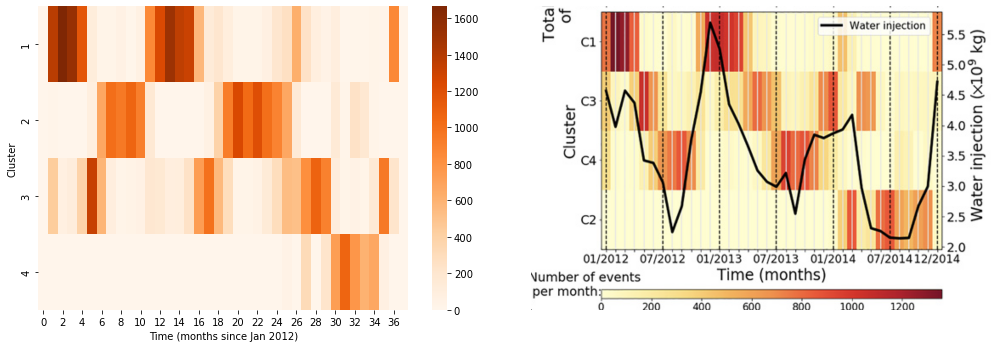 1
2
3
4
Cluster
0 2 4 6 8 10 12 14 16 18 20 22 24 26 28 30 32 34 36
Time (months since Jan 2012)
1600
1400
1200
1000
800
600
400
200
0
Tota
of
Cluster
C1
C3
C4
C2
Water injection
5.5
5.0
4.5
4.0
3.5
3.0
2.5
2.0
Water injection (×10⁹ kg)
01/2012 07/2012 01/2013 07/2013 01/2014 07/2014 12/2014
Time (months)
Number of events
per month:
0 200 400 600 800 1000 1200